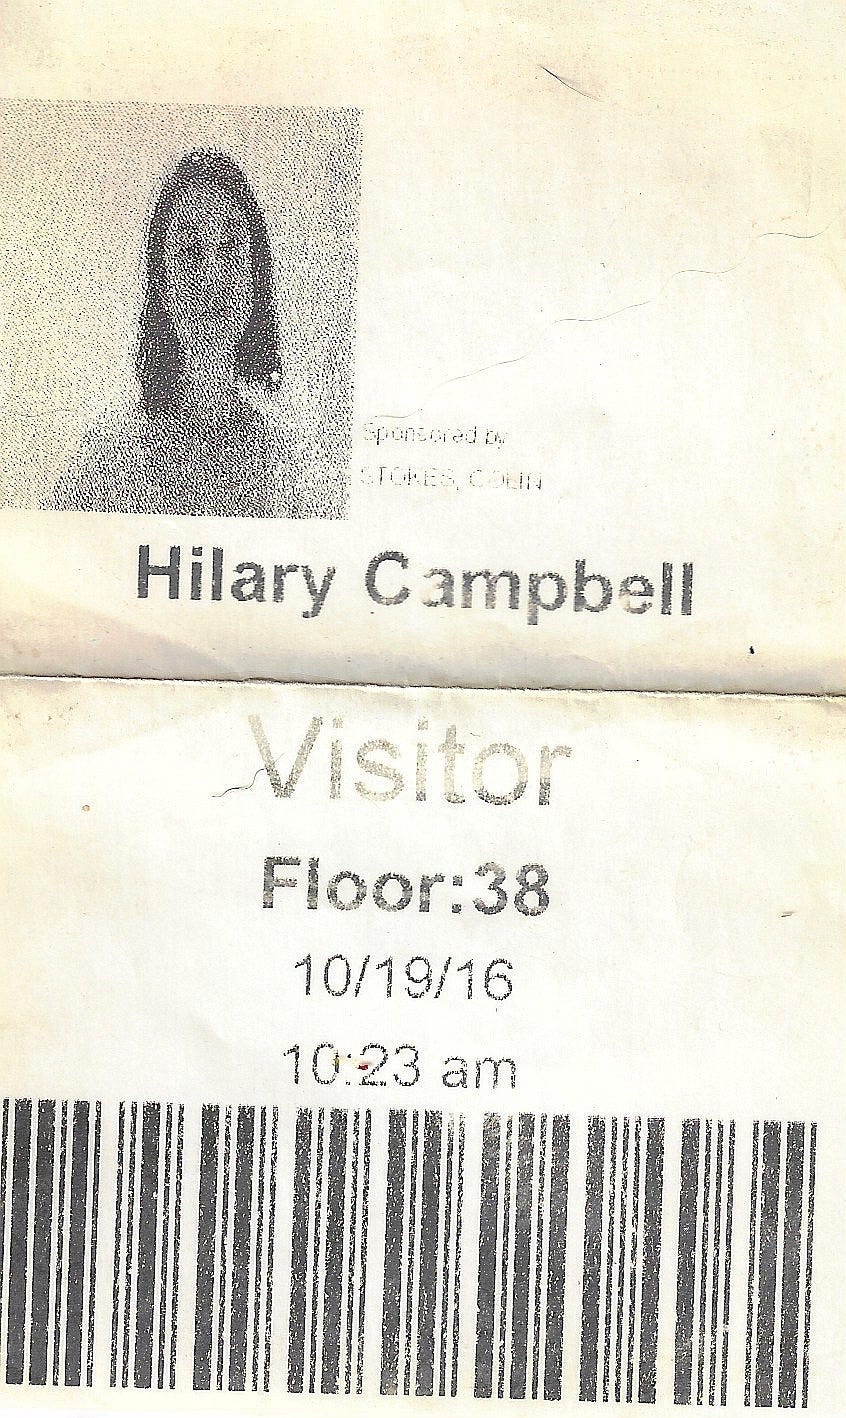 Sponsored by
STOKES, COLIN
Hilary Campbell
Visitor
Floor:38
10/19/16
10:23 am